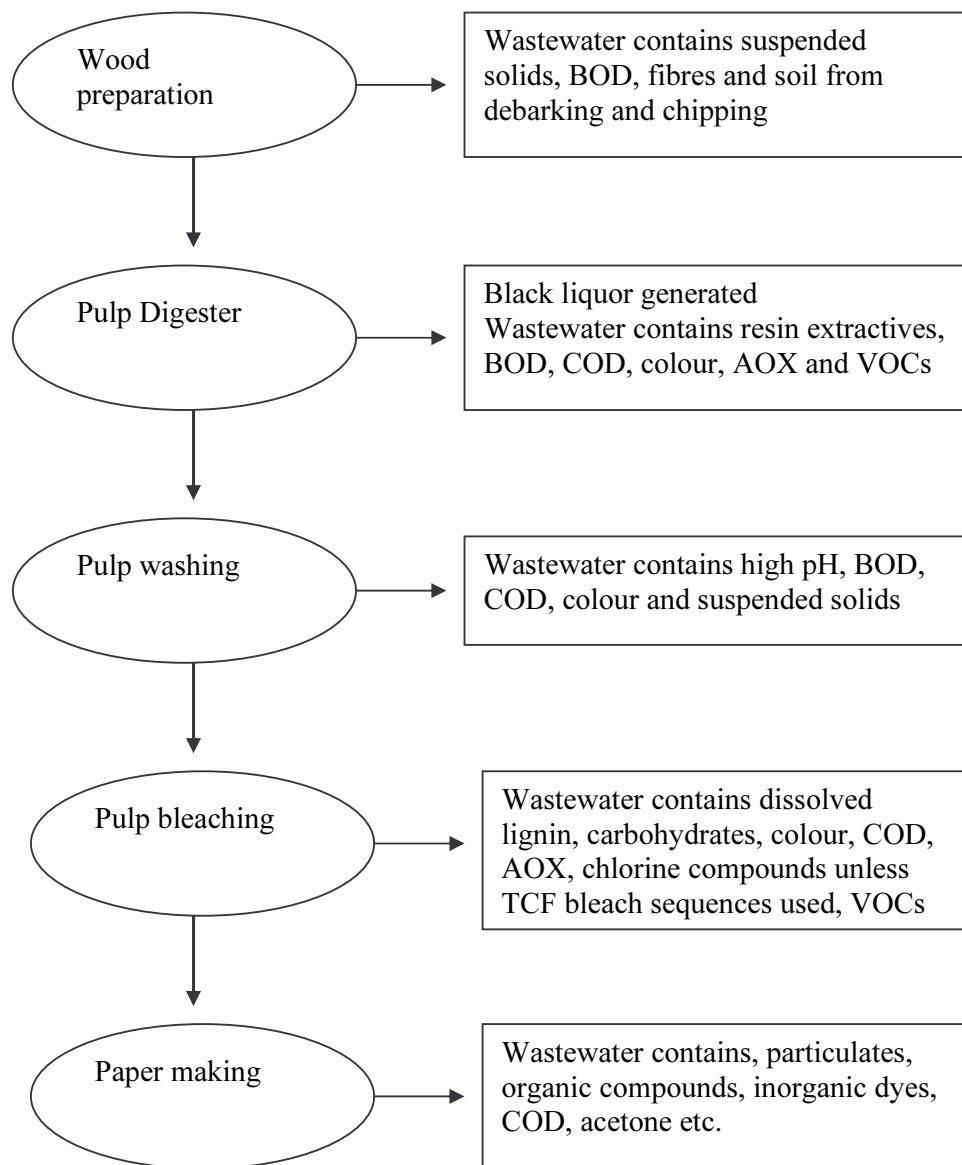 Wood
preparation
Wastewater contains suspended
solids, BOD, fibres and soil from
debarking and chipping
Pulp Digester
Black liquor generated
Wastewater contains resin extractives,
BOD, COD, colour, AOX and VOCs
Pulp washing
Wastewater contains high pH, BOD,
COD, colour and suspended solids
Pulp bleaching
Wastewater contains dissolved
lignin, carbohydrates, colour, COD,
AOX, chlorine compounds unless
TCF bleach sequences used, VOCs
Paper making
Wastewater contains, particulates,
organic compounds, inorganic dyes,
COD, acetone etc.